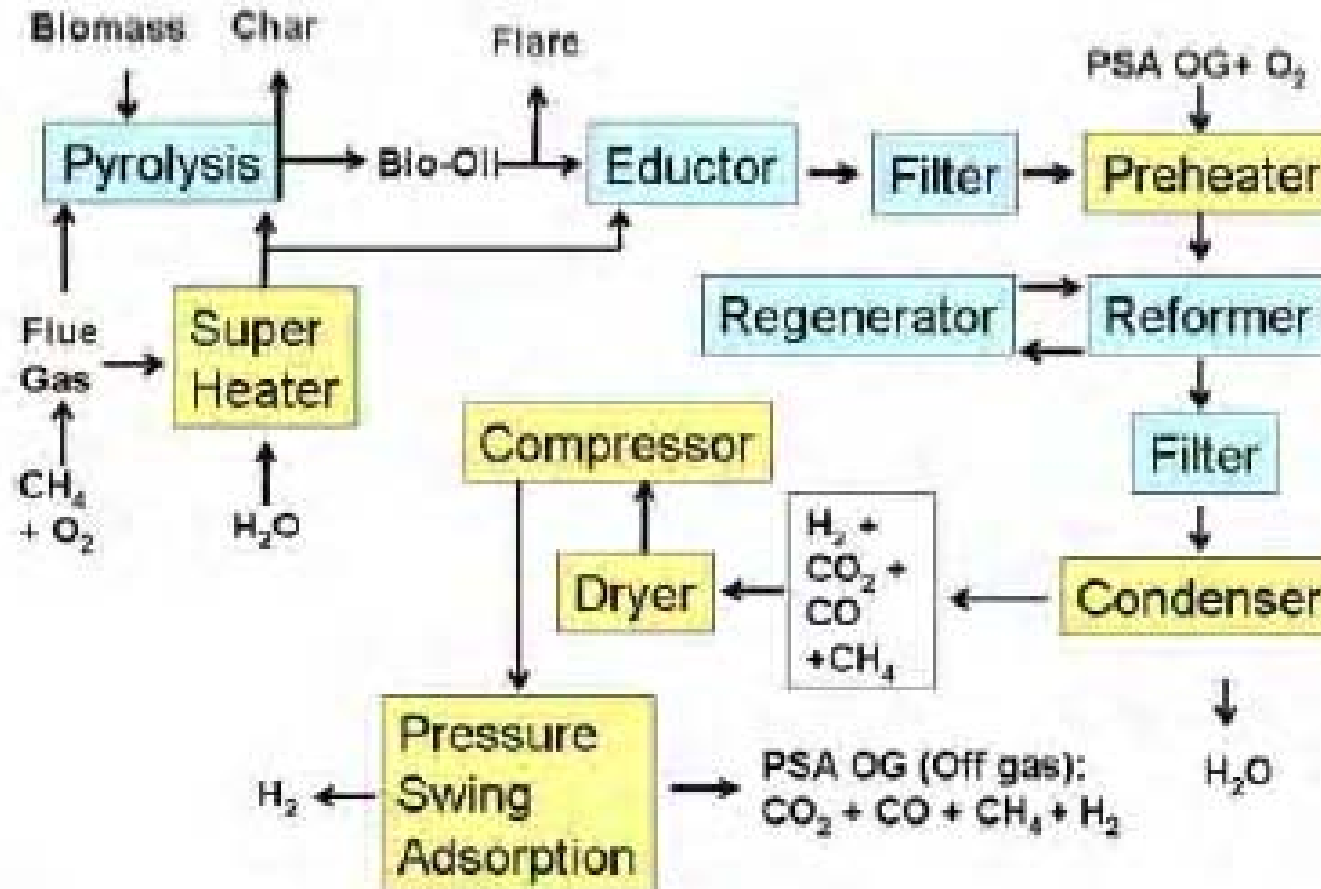 Biomass
Char
Flare
PSA OG+ O₂
Pyrolysis
Bio-Oil
Eductor
Filter
Preheater
Flue
Gas
Super
Heater
Regenerator
Reformer
CH₄
+ O₂
H₂O
Compressor
Filter
Dryer
H₂ +
CO₂ +
CO
+CH₄
Condenser
H₂O
H₂
Pressure
Swing
Adsorption
PSA OG (Off gas):
CO₂ + CO + CH₄ + H₂